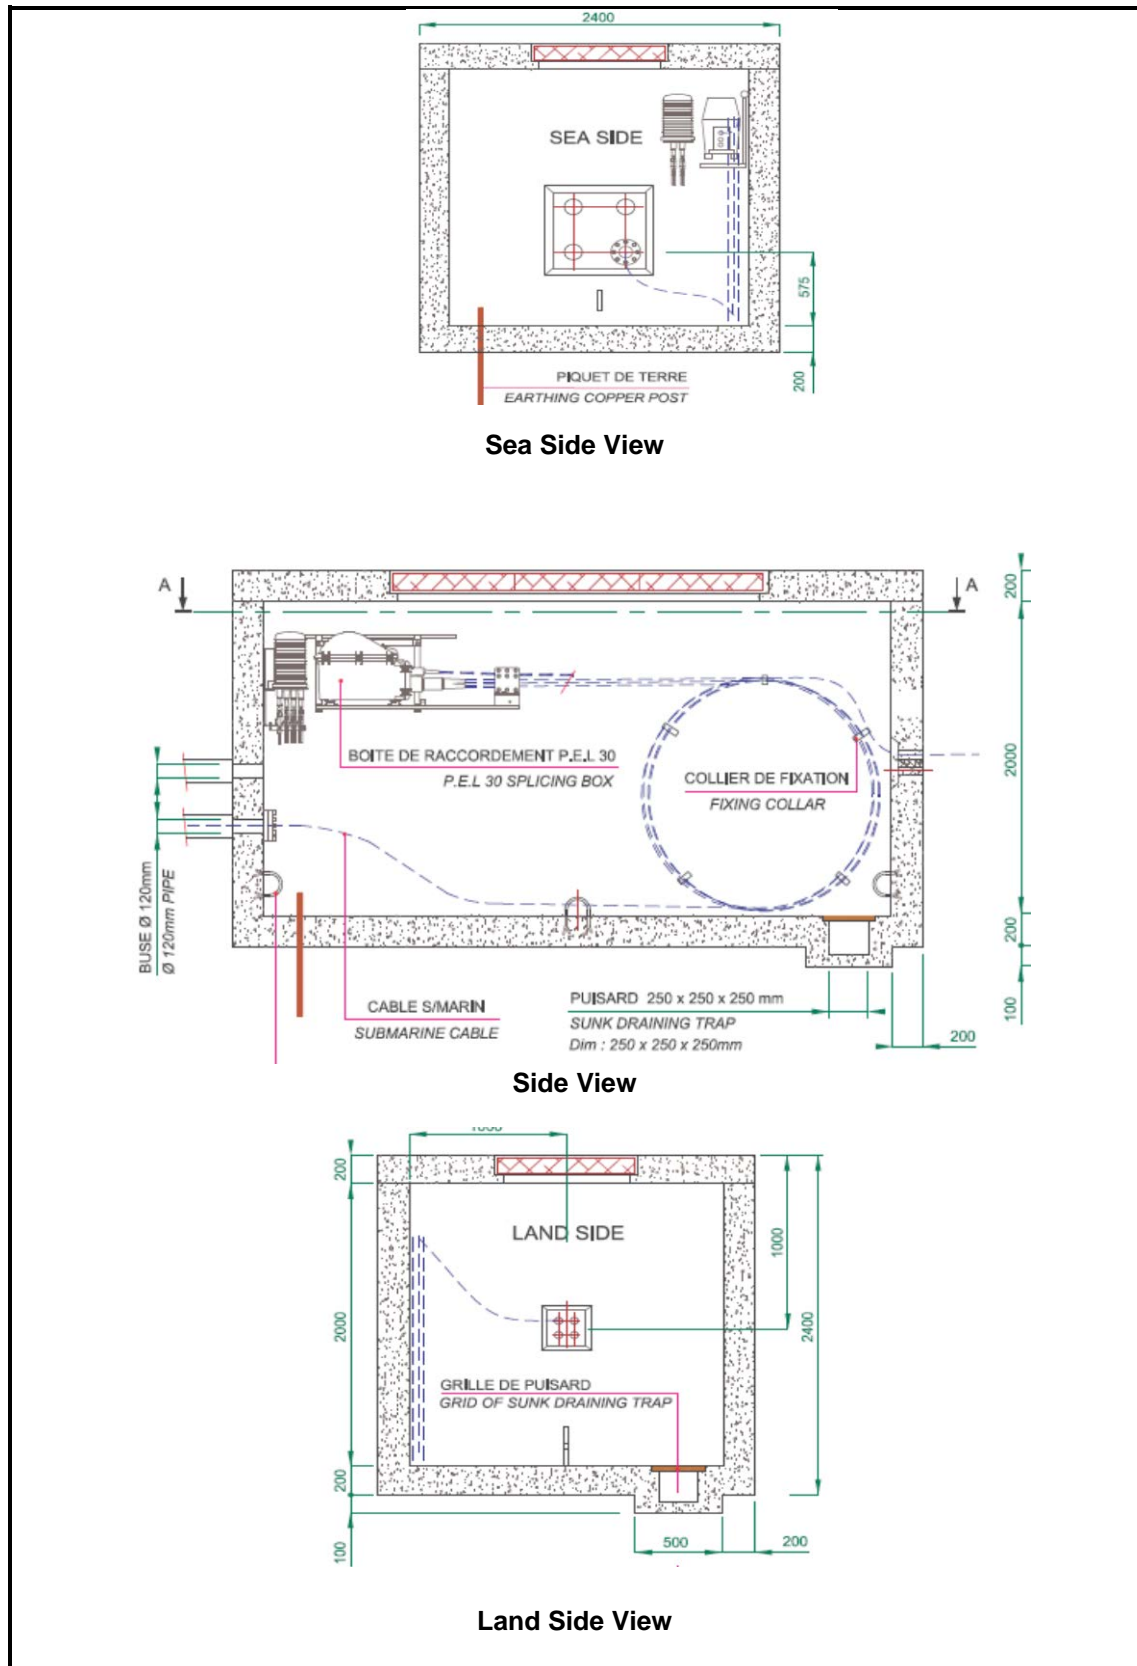 2400
SEA SIDE
575
200
PIQUET DE TERRE
EARTHING COPPER POST
Sea Side View
A
A
200
2000
200
100
BOITE DE RACCORDEMENT P.E.L 30
P.E.L 30 SPLICING BOX
COLLIER DE FIXATION
FIXING COLLAR
BUSE Ø 120mm
Ø 120mm PIPE
CABLE S/MARIN
SUBMARINE CABLE
PUISARD 250 x 250 x 250 mm
SUNK DRAINING TRAP
Dim : 250 x 250 x 250mm
200
Side View
200
LAND SIDE
1000
2000
2400
GRILLE DE PUISARD
GRID OF SUNK DRAINING TRAP
200
100
500
200
Land Side View